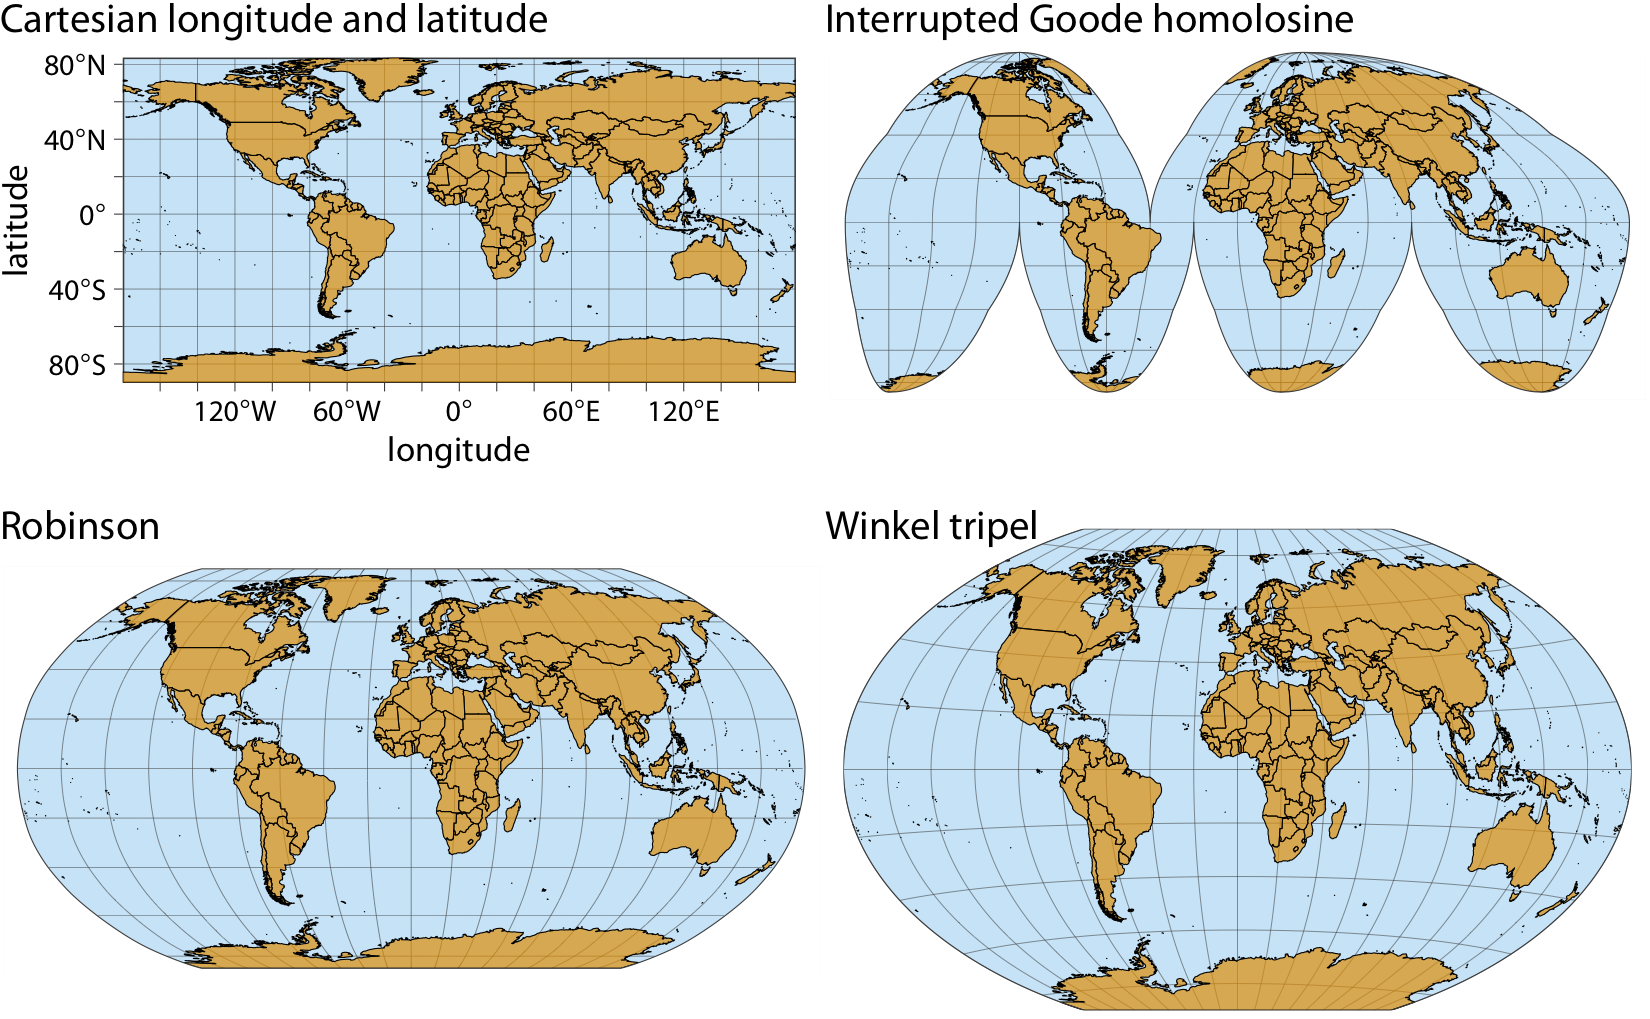 Cartesian longitude and latitude
80°N
40°N
0°
40°S
80°S
latitude
120°W 60°W 0° 60°E 120°E
longitude
Interrupted Goode homolosine
Robinson
Winkel tripel